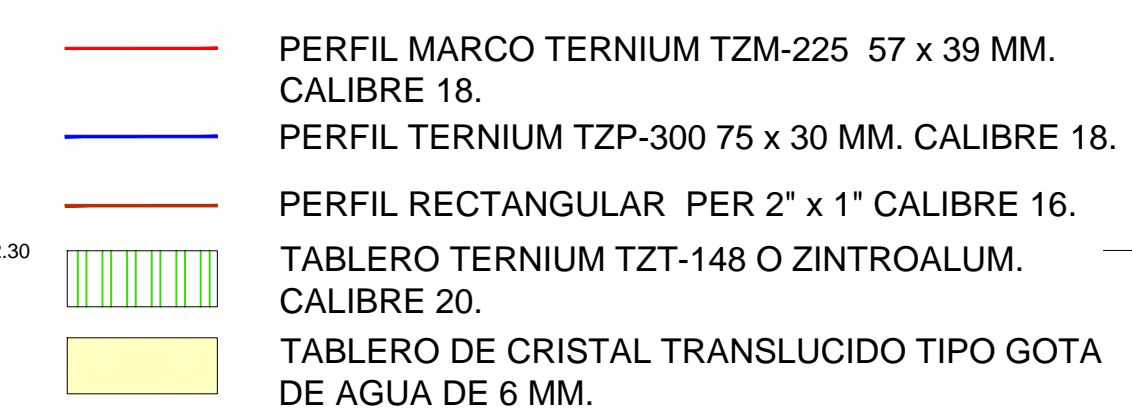 PERFIL MARCO TERNIUM TZM-225  57 x 39 MM.
CALIBRE 18.
PERFIL TERNIUM TZP-300 75 x 30 MM. CALIBRE 18.
PERFIL RECTANGULAR  PER 2" x 1" CALIBRE 16.
2.30
TABLERO TERNIUM TZT-148 O ZINTROALUM.
CALIBRE 20.
TABLERO DE CRISTAL TRANSLUCIDO TIPO GOTA
DE AGUA DE 6 MM.